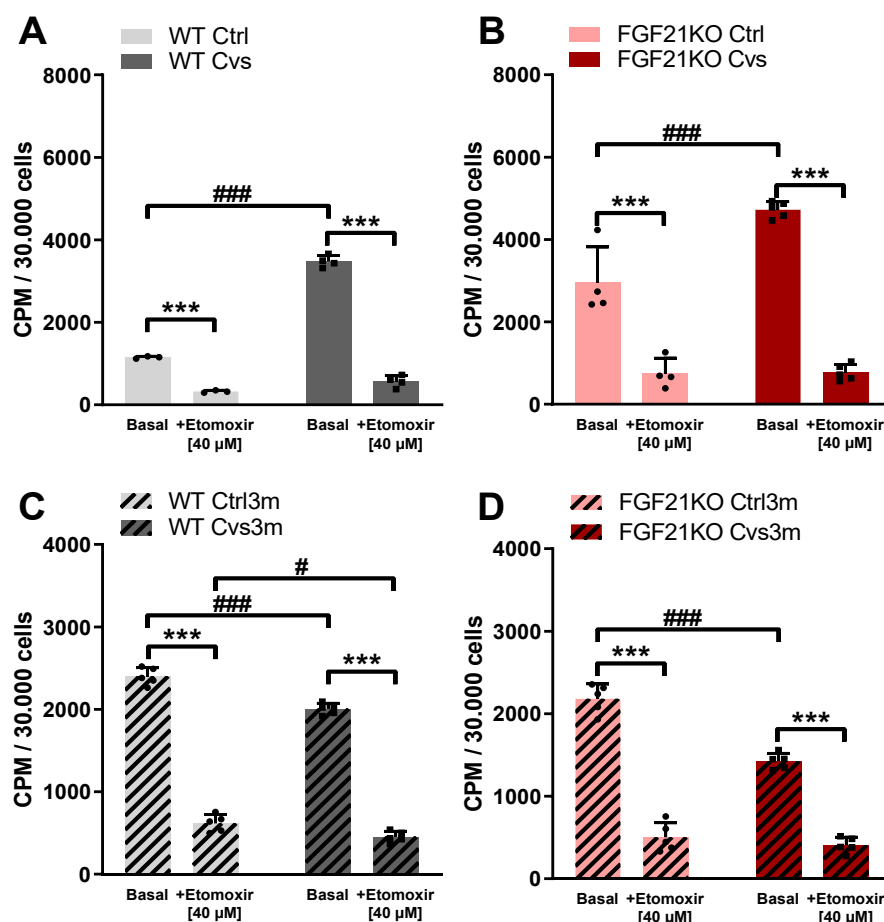 A
WT Ctrl
WT Cvs
CPM / 30.000 cells
8000
6000
4000
2000
0
###
***
***
Basal +Etomoxir Basal +Etomoxir
[40 µM] [40 µM]
B
FGF21KO Ctrl
FGF21KO Cvs
CPM / 30.000 cells
8000
6000
4000
2000
0
###
***
***
Basal +Etomoxir Basal +Etomoxir
[40 µM] [40 µM]
C
WT Ctrl3m
WT Cvs3m
CPM / 30.000 cells
4000
3000
2000
1000
0
#
###
***
***
Basal +Etomoxir Basal +Etomoxir
[40 µM] [40 µM]
D
FGF21KO Ctrl3m
FGF21KO Cvs3m
CPM / 30.000 cells
4000
3000
2000
1000
0
###
***
***
Basal +Etomoxir Basal +Etomoxir
[40 µM] [40 µM]